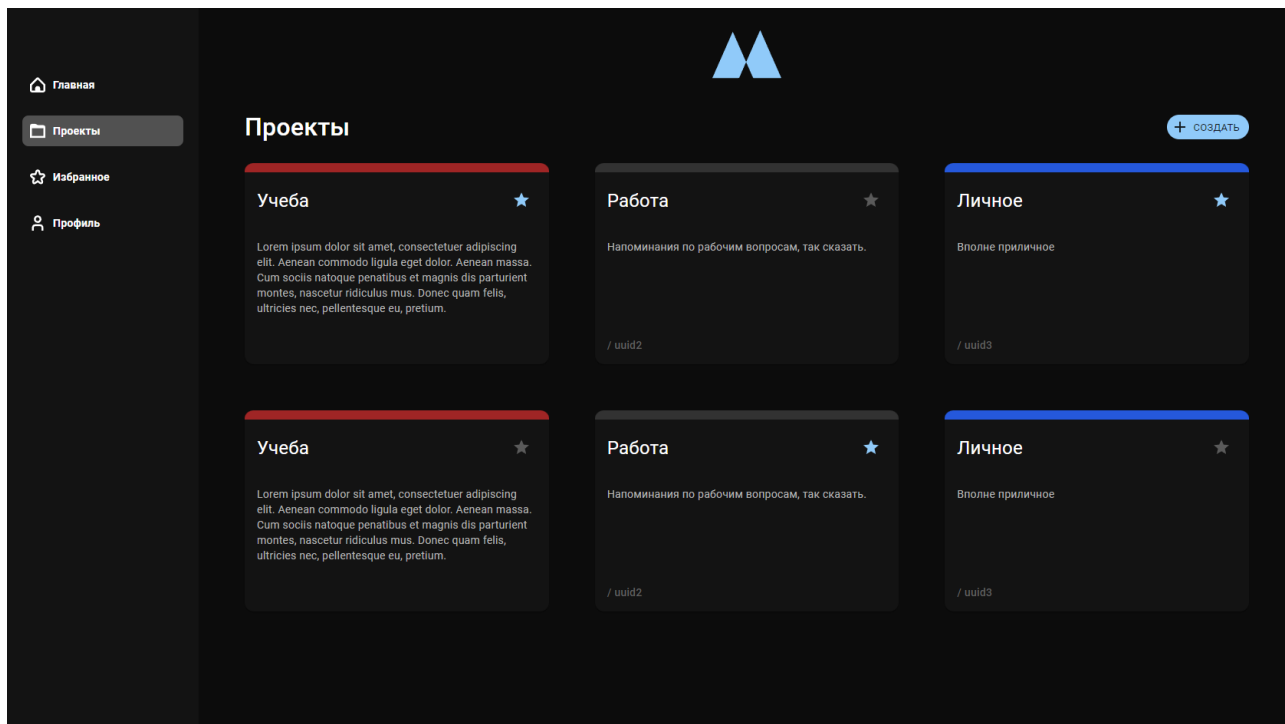 Главная
Проекты
Избранное
Профиль
Проекты
+ СОЗДАТЬ
Учеба
Lorem ipsum dolor sit amet, consectetuer adipiscing
elit. Aenean commodo ligula eget dolor. Aenean massa.
Cum sociis natoque penatibus et magnis dis parturient
montes, nascetur ridiculus mus. Donec quam felis,
ultricies nec, pellentesque eu, pretium.
Работа
Напоминания по рабочим вопросам, так сказать.
/ uuid2
Личное
Вполне приличное
/ uuid3
Учеба
Lorem ipsum dolor sit amet, consectetuer adipiscing
elit. Aenean commodo ligula eget dolor. Aenean massa.
Cum sociis natoque penatibus et magnis dis parturient
montes, nascetur ridiculus mus. Donec quam felis,
ultricies nec, pellentesque eu, pretium.
Работа
Напоминания по рабочим вопросам, так сказать.
/ uuid2
Личное
Вполне приличное
/ uuid3